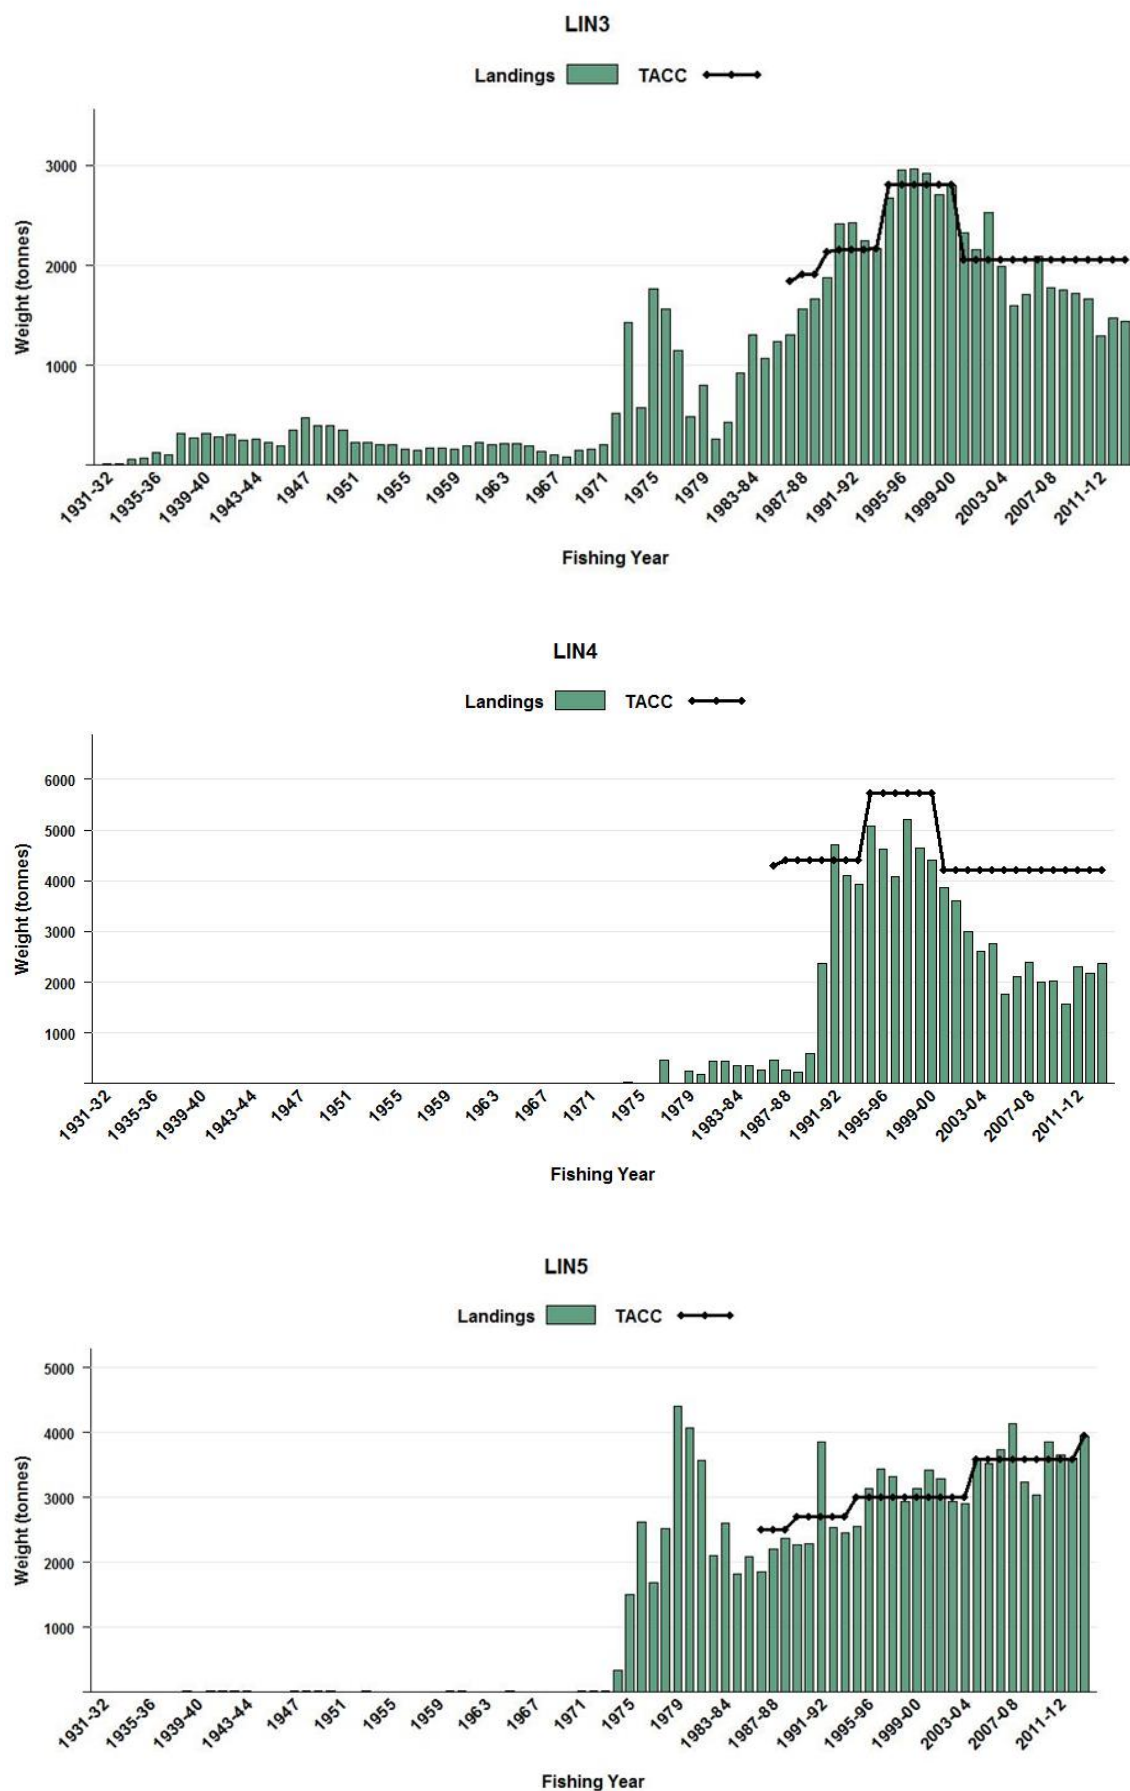 LIN3
Landings TACC
3000
2000
1000
Weight (tonnes)
1931-32 1935-36 1939-40 1943-44 1947 1951 1955 1959 1963 1967 1971 1975 1979 1983-84 1987-88 1991-92 1995-96 1999-00 2003-04 2007-08 2011-12
Fishing Year
LIN4
Landings TACC
6000
5000
4000
3000
2000
1000
Weight (tonnes)
1931-32 1935-36 1939-40 1943-44 1947 1951 1955 1959 1963 1967 1971 1975 1979 1983-84 1987-88 1991-92 1995-96 1999-00 2003-04 2007-08 2011-12
Fishing Year
LIN5
Landings TACC
5000
4000
3000
2000
1000
Weight (tonnes)
1931-32 1935-36 1939-40 1943-44 1947 1951 1955 1959 1963 1967 1971 1975 1979 1983-84 1987-88 1991-92 1995-96 1999-00 2003-04 2007-08 2011-12
Fishing Year